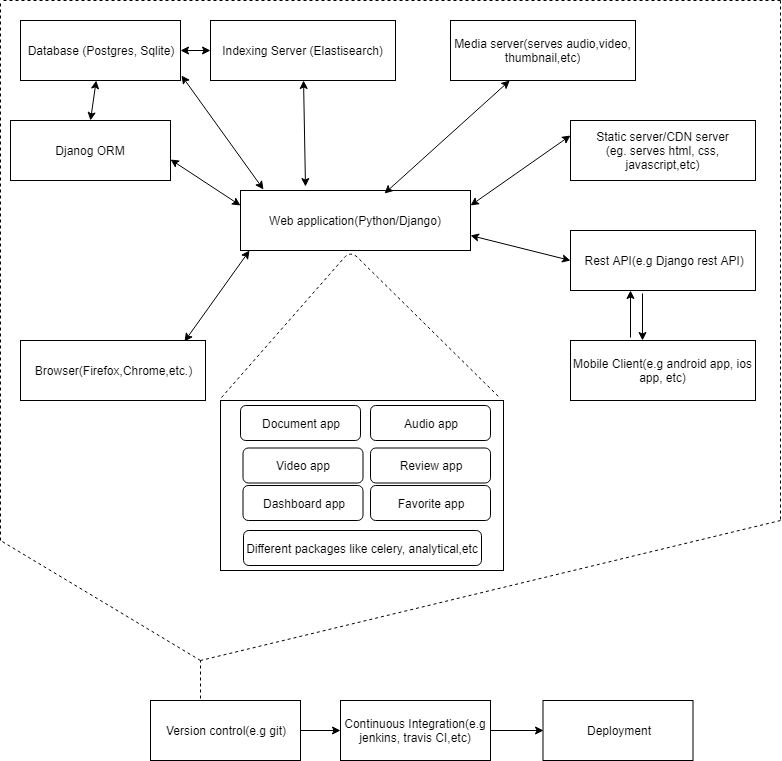 Database (Postgres, Sqlite)
Indexing Server (Elastisearch)
Media server(serves audio,video,
thumbnail,etc)
Djanog ORM
Static server/CDN server
(eg. serves html, css,
javascript,etc)
Web application(Python/Django)
Rest API(e.g Django rest API)
Browser(Firefox,Chrome,etc.)
Mobile Client(e.g android app, ios
app, etc)
Document app
Audio app
Video app
Review app
Dashboard app
Favorite app
Different packages like celery, analytical,etc
Version control(e.g git)
Continuous Integration(e.g
jenkins, travis CI,etc)
Deployment